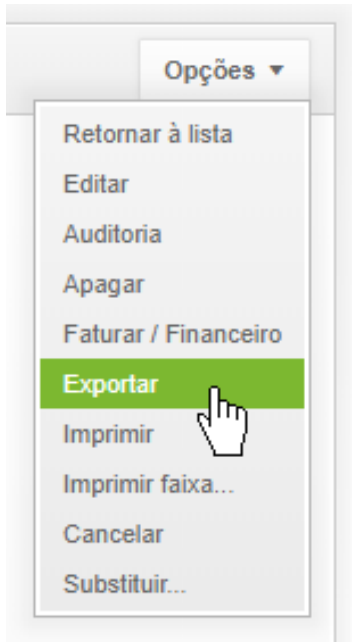 Opções ▼
Retornar à lista
Editar
Auditoria
Apagar
Faturar / Financeiro
Exportar
Imprimir
Imprimir faixa...
Cancelar
Substituir...